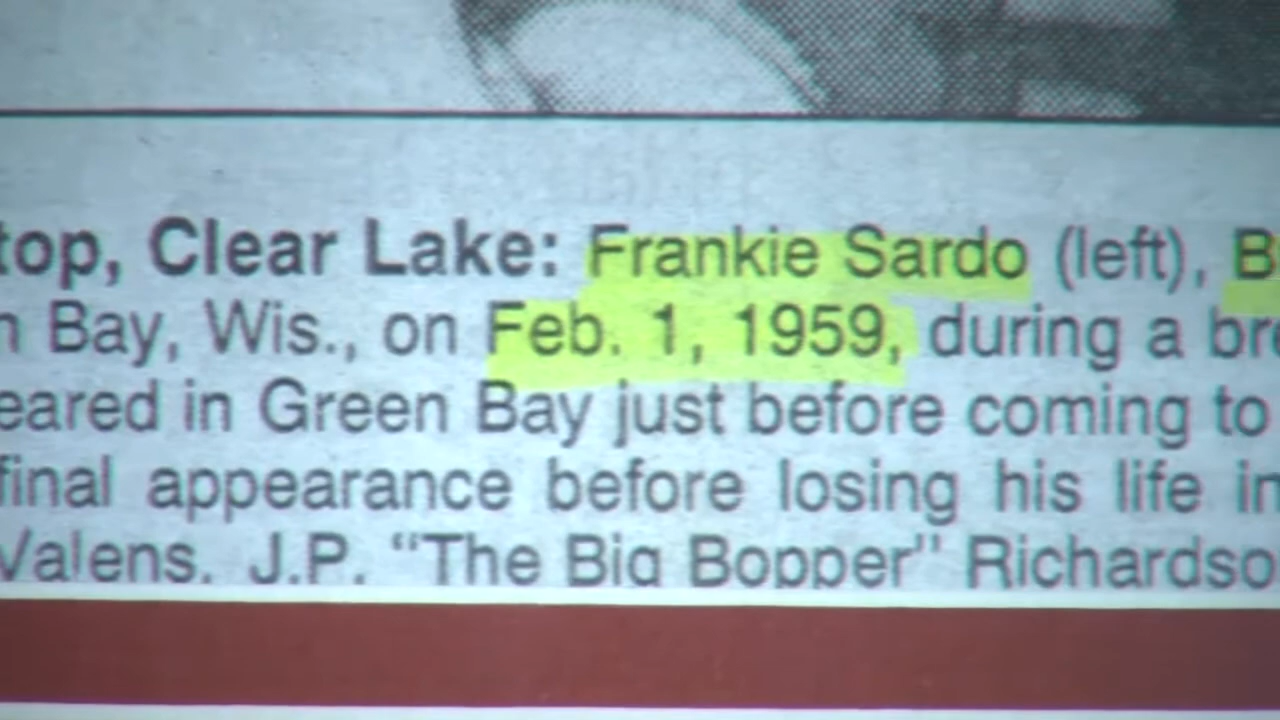 top, Clear Lake: Frankie Sardo (left), B
n Bay, Wis., on Feb. 1, 1959, during a bre
eared in Green Bay just before coming to
final appearance before losing his life in
Valens, J.P. “The Big Bopper" Richardso